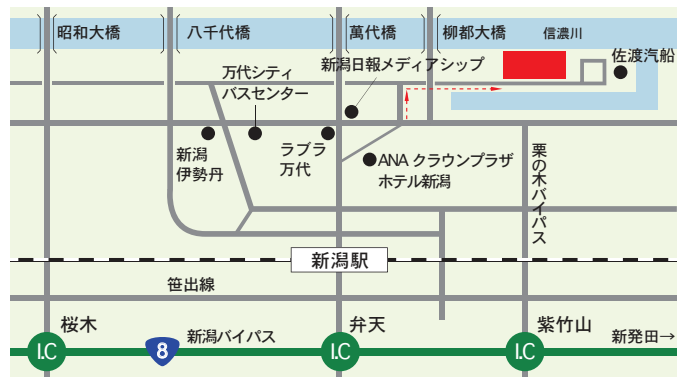 昭和大橋
八千代橋
萬代橋
柳都大橋
信濃川
佐渡汽船
新潟日報メディアシップ
万代シティ
バスセンター
新潟
伊勢丹
ラブラ
万代
ANA クラウンプラザ
ホテル新潟
栗の木バイパス
新潟駅
笹出線
桜木
弁天
紫竹山
新潟バイパス
新発田→
I.C
8
I.C
I.C